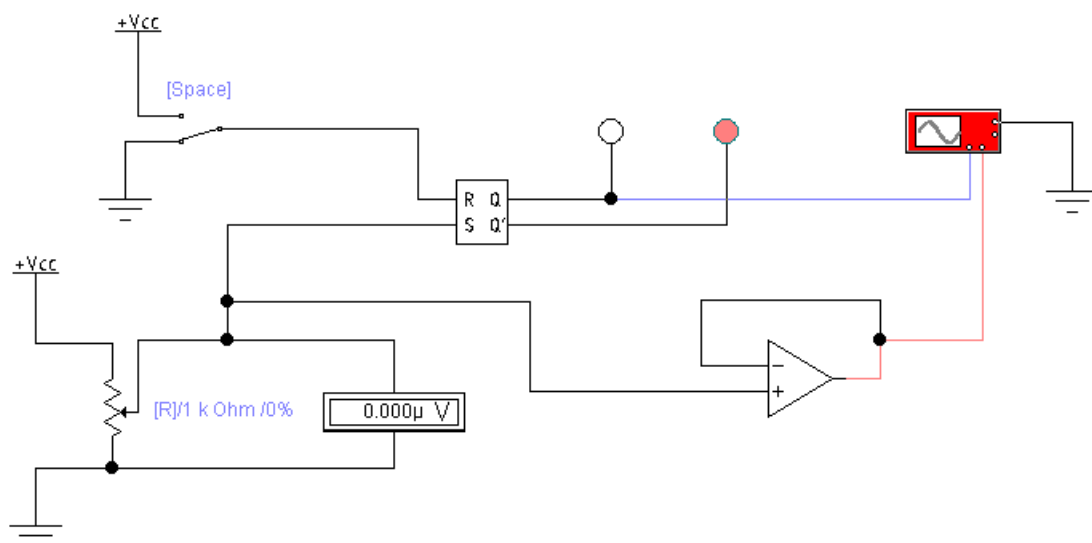 +Vcc
[Space]
R Q
S Q'
+Vcc
−
+
[R]/1 k Ohm /0%
0.000µ V